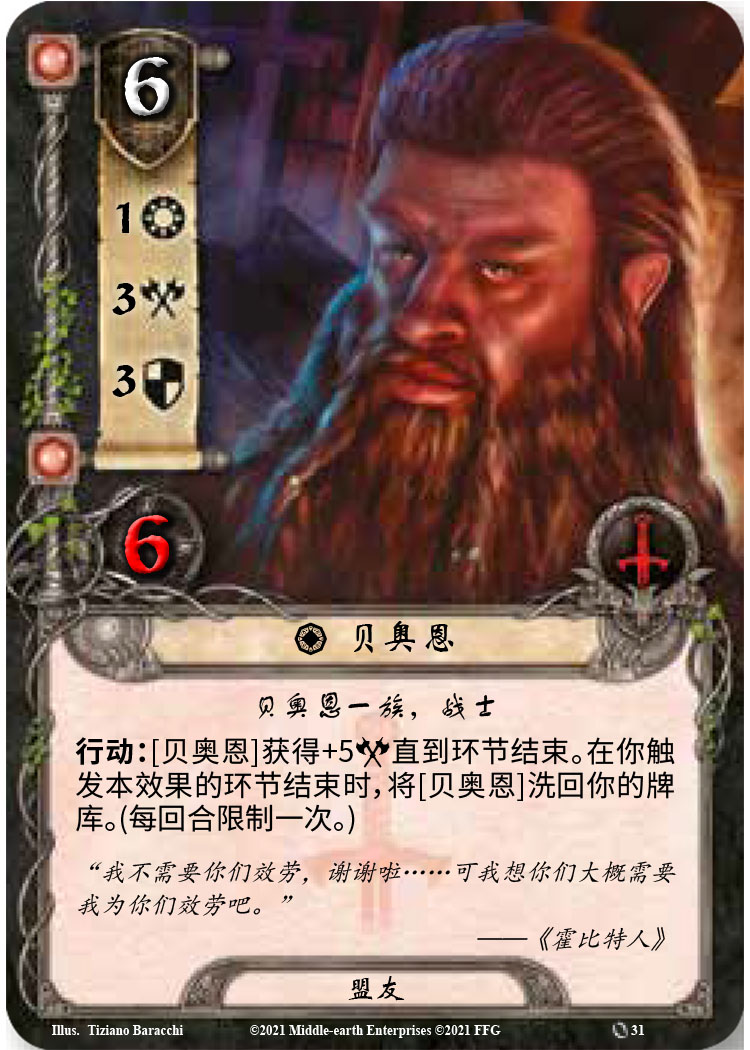 6
1
3
3
6
贝奥恩
贝奥恩一族，战士
行动：[贝奥恩]获得+5直到环节结束。在你触
发本效果的环节结束时，将[贝奥恩]洗回你的牌
库。(每回合限制一次。)
“我不需要你们效劳，谢谢啦……可我想你们大概需要
我为你们效劳吧。”
——《霍比特人》
盟友
Illus. Tiziano Baracchi ©2021 Middle-earth Enterprises ©2021 FFG 31